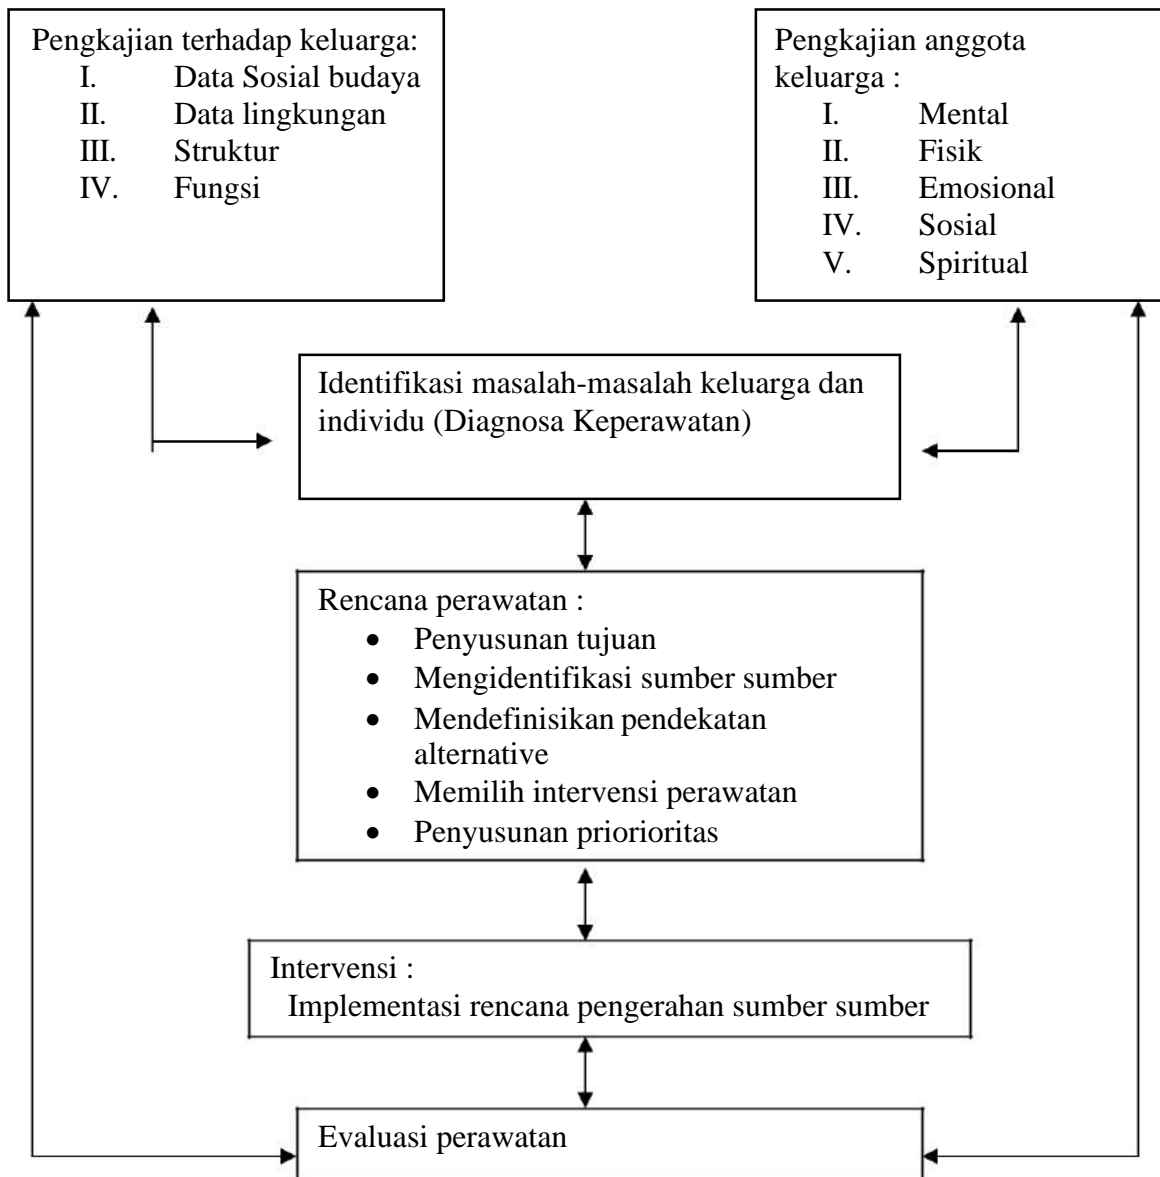 Pengkajian terhadap keluarga:
I. Data Sosial budaya
II. Data lingkungan
III. Struktur
IV. Fungsi
Pengkajian anggota
keluarga :
I. Mental
II. Fisik
III. Emosional
IV. Sosial
V. Spiritual
Identifikasi masalah-masalah keluarga dan
individu (Diagnosa Keperawatan)
Rencana perawatan :
• Penyusunan tujuan
• Mengidentifikasi sumber sumber
• Mendefinisikan pendekatan
alternative
• Memilih intervensi perawatan
• Penyusunan priorioritas
Intervensi :
Implementasi rencana pengerahan sumber sumber
Evaluasi perawatan